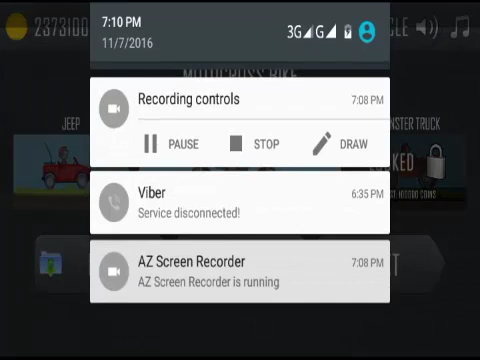 7:10 PM
3G G
11/7/2016
2373100
MOTOCROSS BIKE
JEEP
Recording controls 7:08 PM
PAUSE STOP DRAW
Viber 6:35 PM
Service disconnected!
AZ Screen Recorder 7:08 PM
AZ Screen Recorder is running